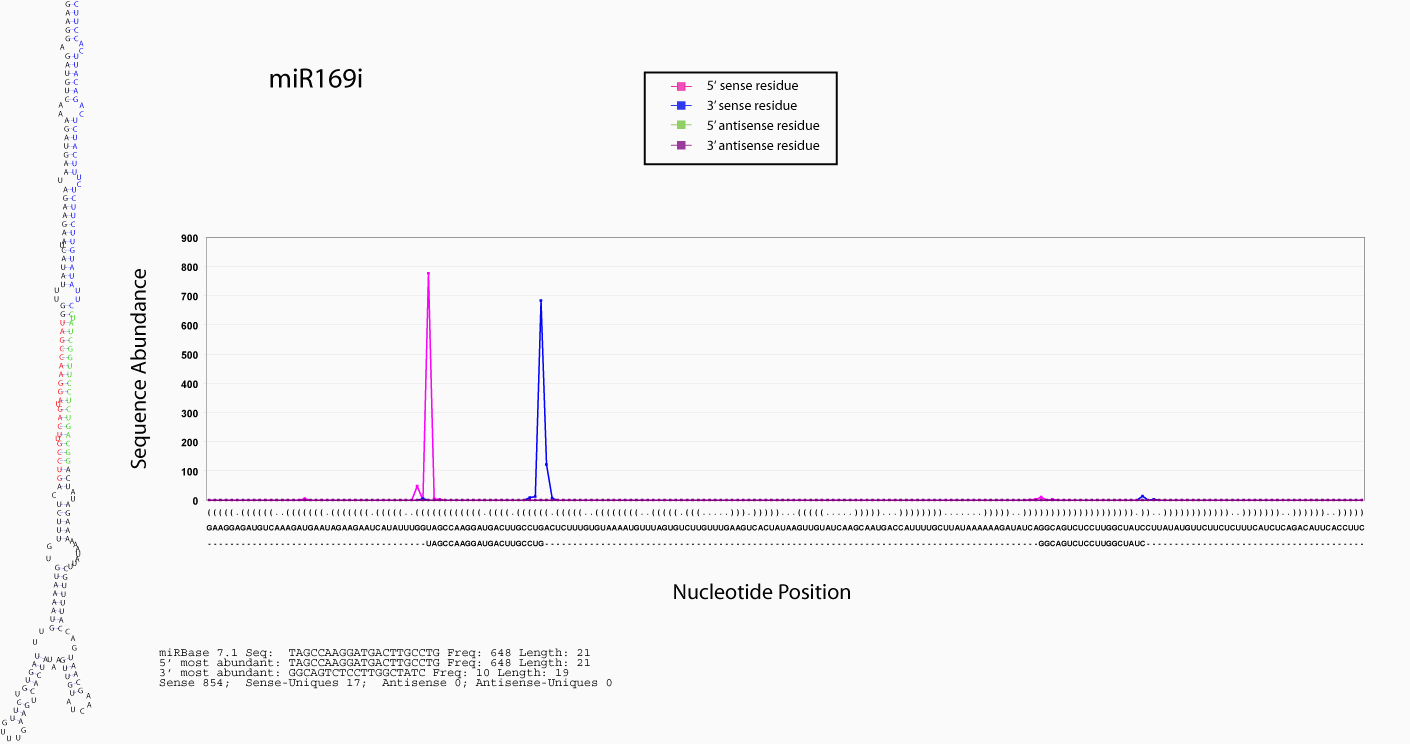 miR169i
5’ sense residue
3’ sense residue
5’ antisense residue
3’ antisense residue
Sequence Abundance
900
800
700
600
500
400
300
200
100
0
GAAGGAGAUGUCAAAGAUGAAUAGAAGAAUCAUAUUUGGUAGCCAAGGAUGACUUGCCUGACUCUUUGUGUAAAAUGUUUAGUGUCUUGUUUGAAGUCACUAUAAGUUGUAUCAAGCAAUGACCAUUUUGCUUAUAAAAAAGAUAUCAGGCAGUCUCCUUGGCUAUCCUUAUAUGUUCUUCUCUUUCAUCUCAGACAUUCACCUUC
UAGCCAAGGAUGACUUGCCUG
GGCAGUCUCCUUGGCUAUC
Nucleotide Position
miRBase 7.1 Seq: TAGCCAAGGATGACTTGCCTG Freq: 648 Length: 21
5’ most abundant: TAGCCAAGGATGACTTGCCTG Freq: 648 Length: 21
3’ most abundant: GGCAGTCTCCTTGGCTATC Freq: 10 Length: 19
Sense 854; Sense-Uniques 17; Antisense 0; Antisense-Uniques 0